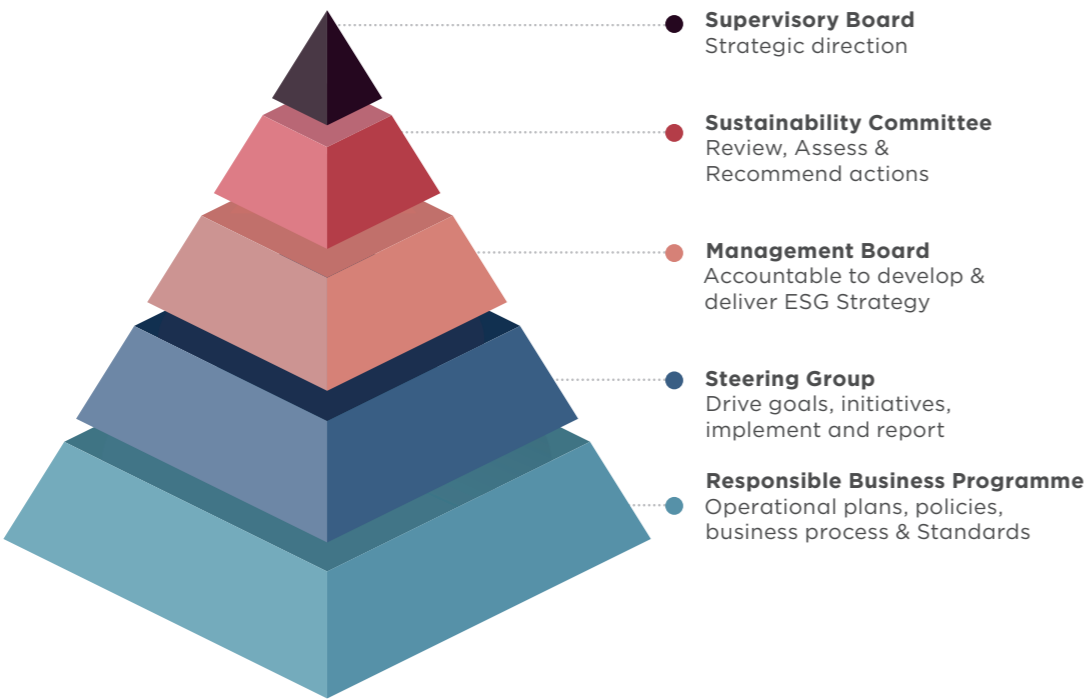 Supervisory Board
Strategic direction
Sustainability Committee
Review, Assess &
Recommend actions
Management Board
Accountable to develop &
deliver ESG Strategy
Steering Group
Drive goals, initiatives,
implement and report
Responsible Business Programme
Operational plans, policies,
business process & Standards